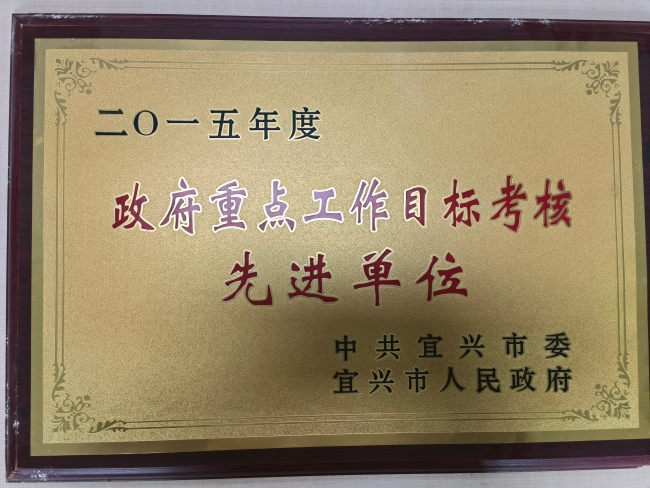 二〇一五年度
政府重点工作目标考核
先进单位
中共宜兴市委
宜兴市人民政府